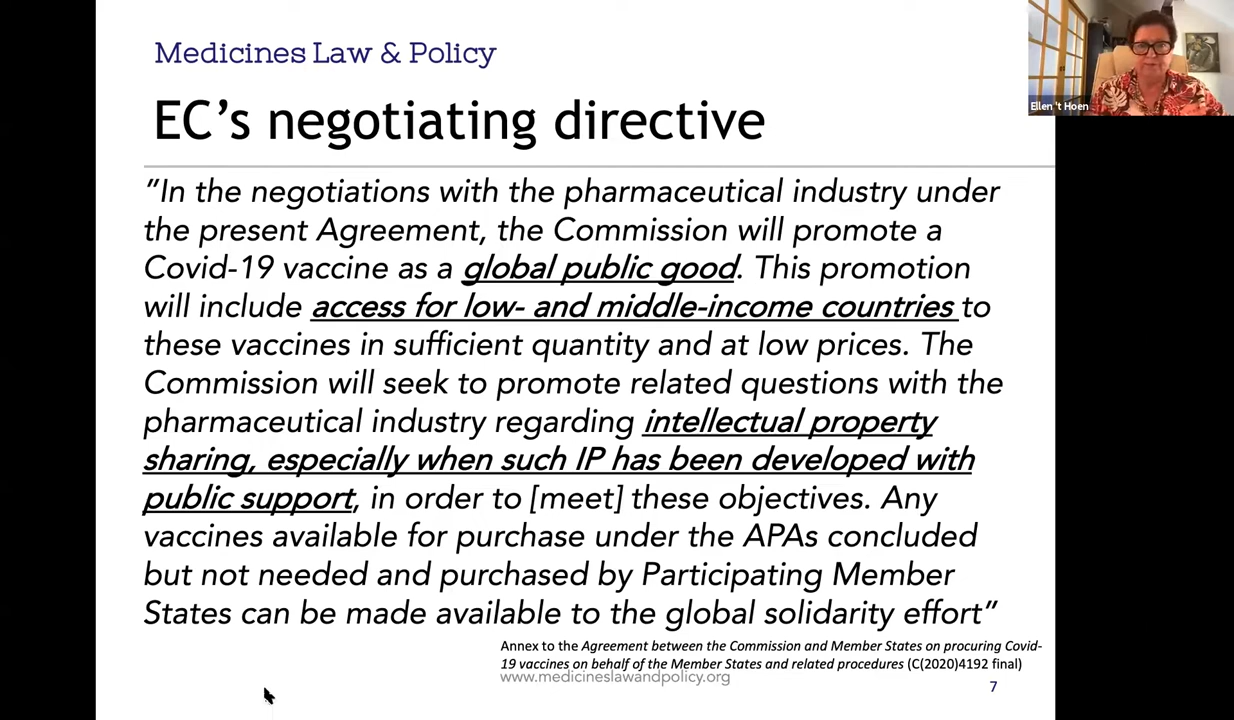 Medicines Law & Policy
Ellen 't Hoen
EC's negotiating directive
"In the negotiations with the pharmaceutical industry under
the present Agreement, the Commission will promote a
Covid-19 vaccine as a global public good. This promotion
will include access for low- and middle-income countries to
these vaccines in sufficient quantity and at low prices. The
Commission will seek to promote related questions with the
pharmaceutical industry regarding intellectual property
sharing, especially when such IP has been developed with
public support, in order to [meet] these objectives. Any
vaccines available for purchase under the APAs concluded
but not needed and purchased by Participating Member
States can be made available to the global solidarity effort"
Annex to the Agreement between the Commission and Member States on procuring Covid-
19 vaccines on behalf of the Member States and related procedures (C(2020)4192 final)
www.medicineslawandpolicy.org
7